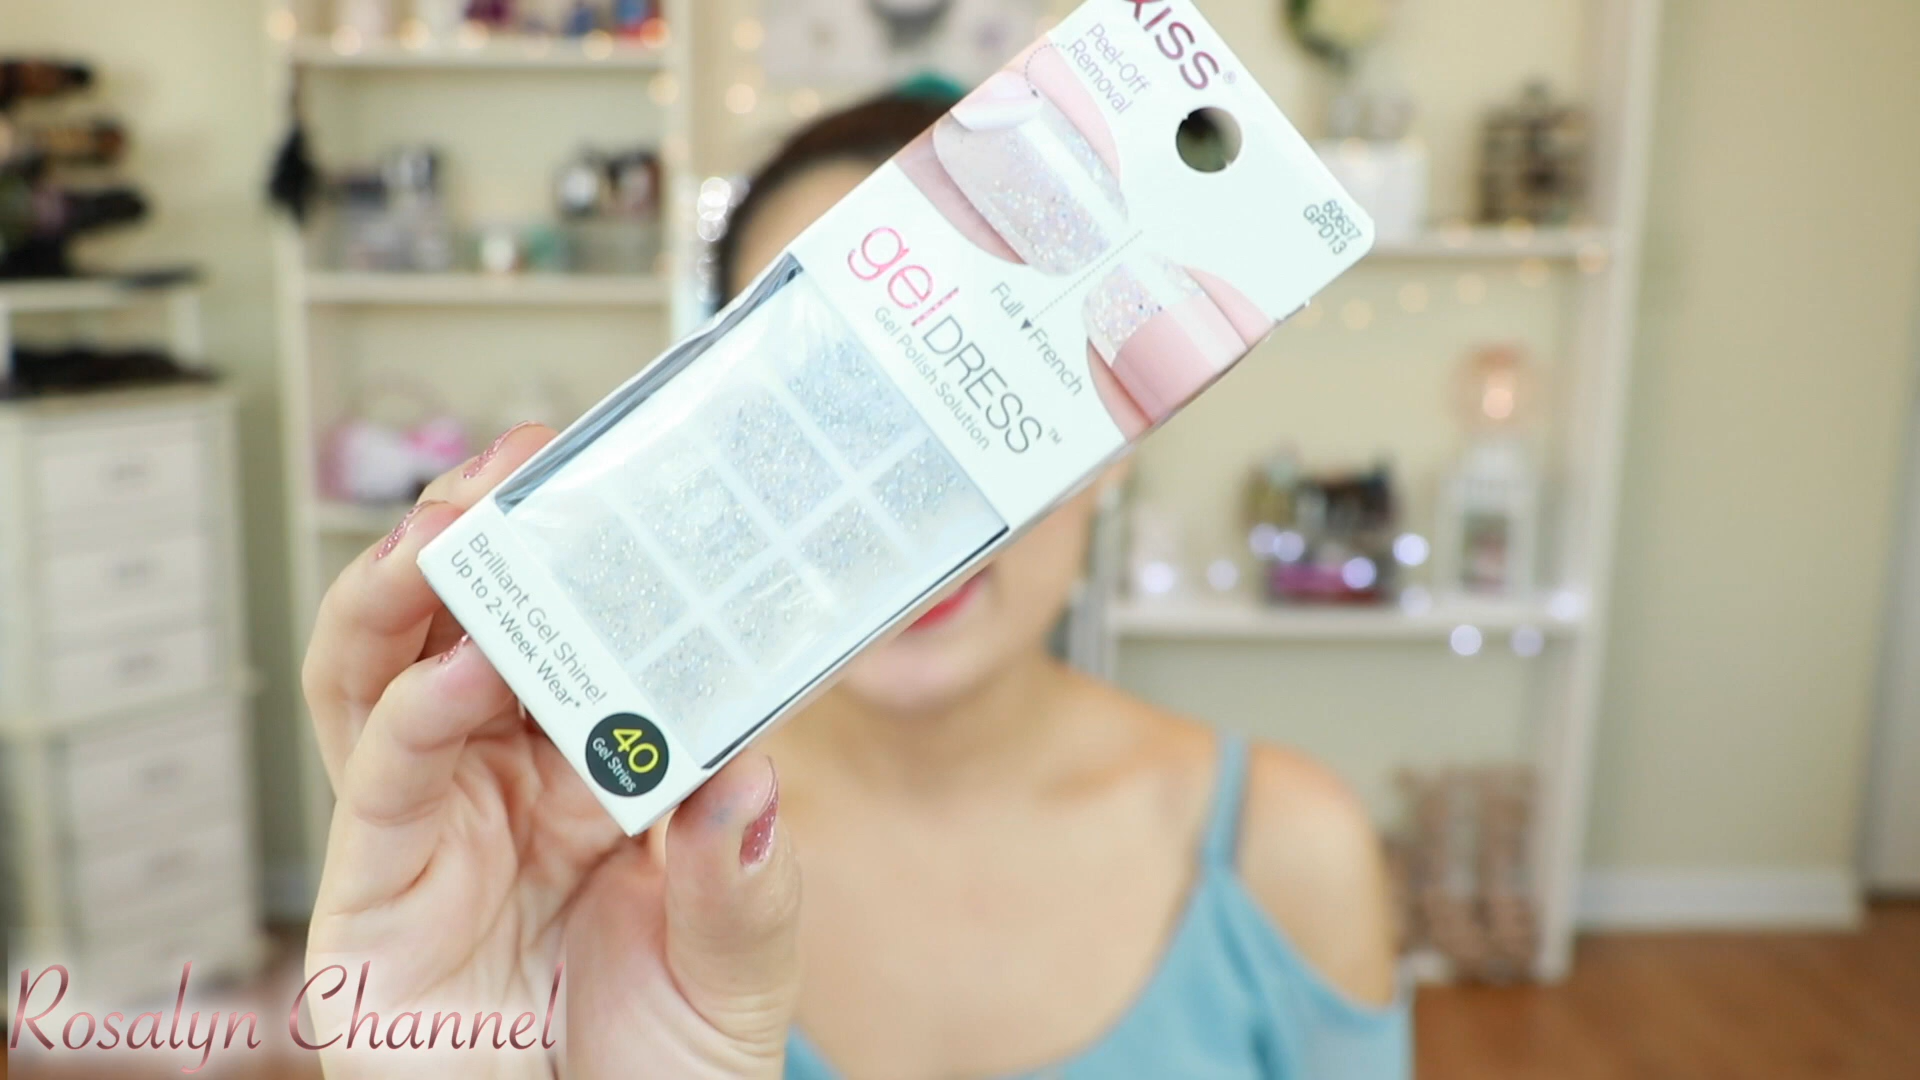 KISS®
Peel-Off
Removal
60637
GPD13
gelDRESS™
Gel Polish Solution
Full ▼ French
Brilliant Gel Shine!
Up to 2-Week Wear*
40
Gel Strips
Rosalyn Channel